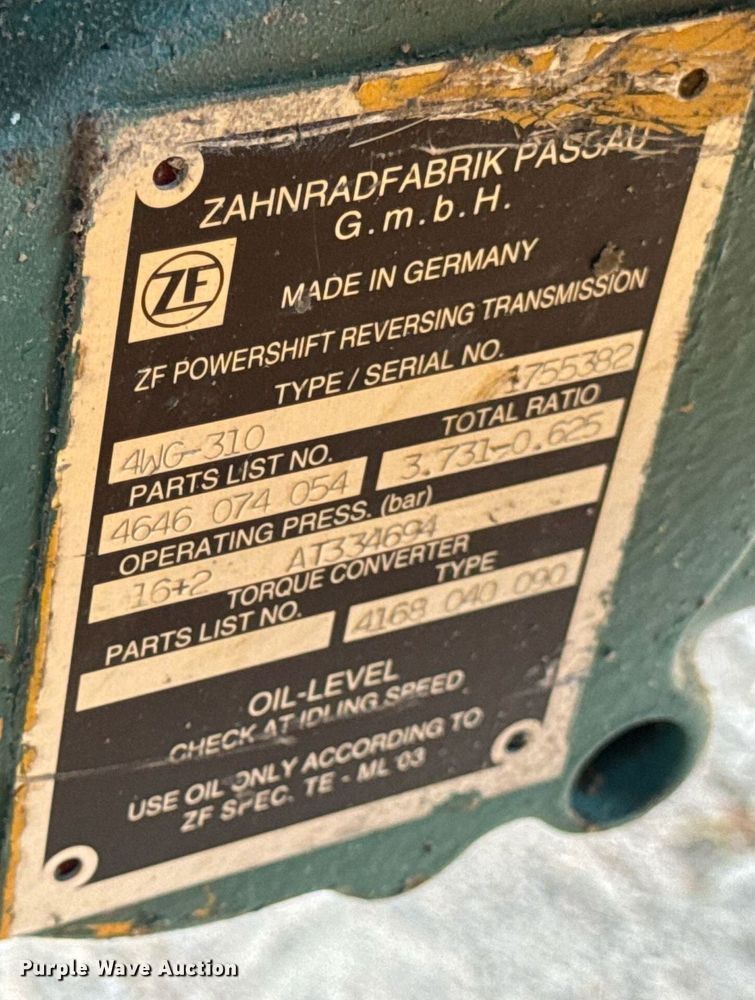 ZAHNRADFABRIK PASSAU
G.m.b.H.
ZF
MADE IN GERMANY
ZF POWERSHIFT REVERSING TRANSMISSION
TYPE / SERIAL NO.
4WG-310 1755382
PARTS LIST NO. TOTAL RATIO
4646 074 054 3.731-0.625
OPERATING PRESS. (bar)
16+2 AT334694
TORQUE CONVERTER
PARTS LIST NO. TYPE
4168 040 090
OIL-LEVEL
CHECK AT IDLING SPEED
USE OIL ONLY ACCORDING TO
ZF SPEC. TE - ML 03
Purple Wave Auction